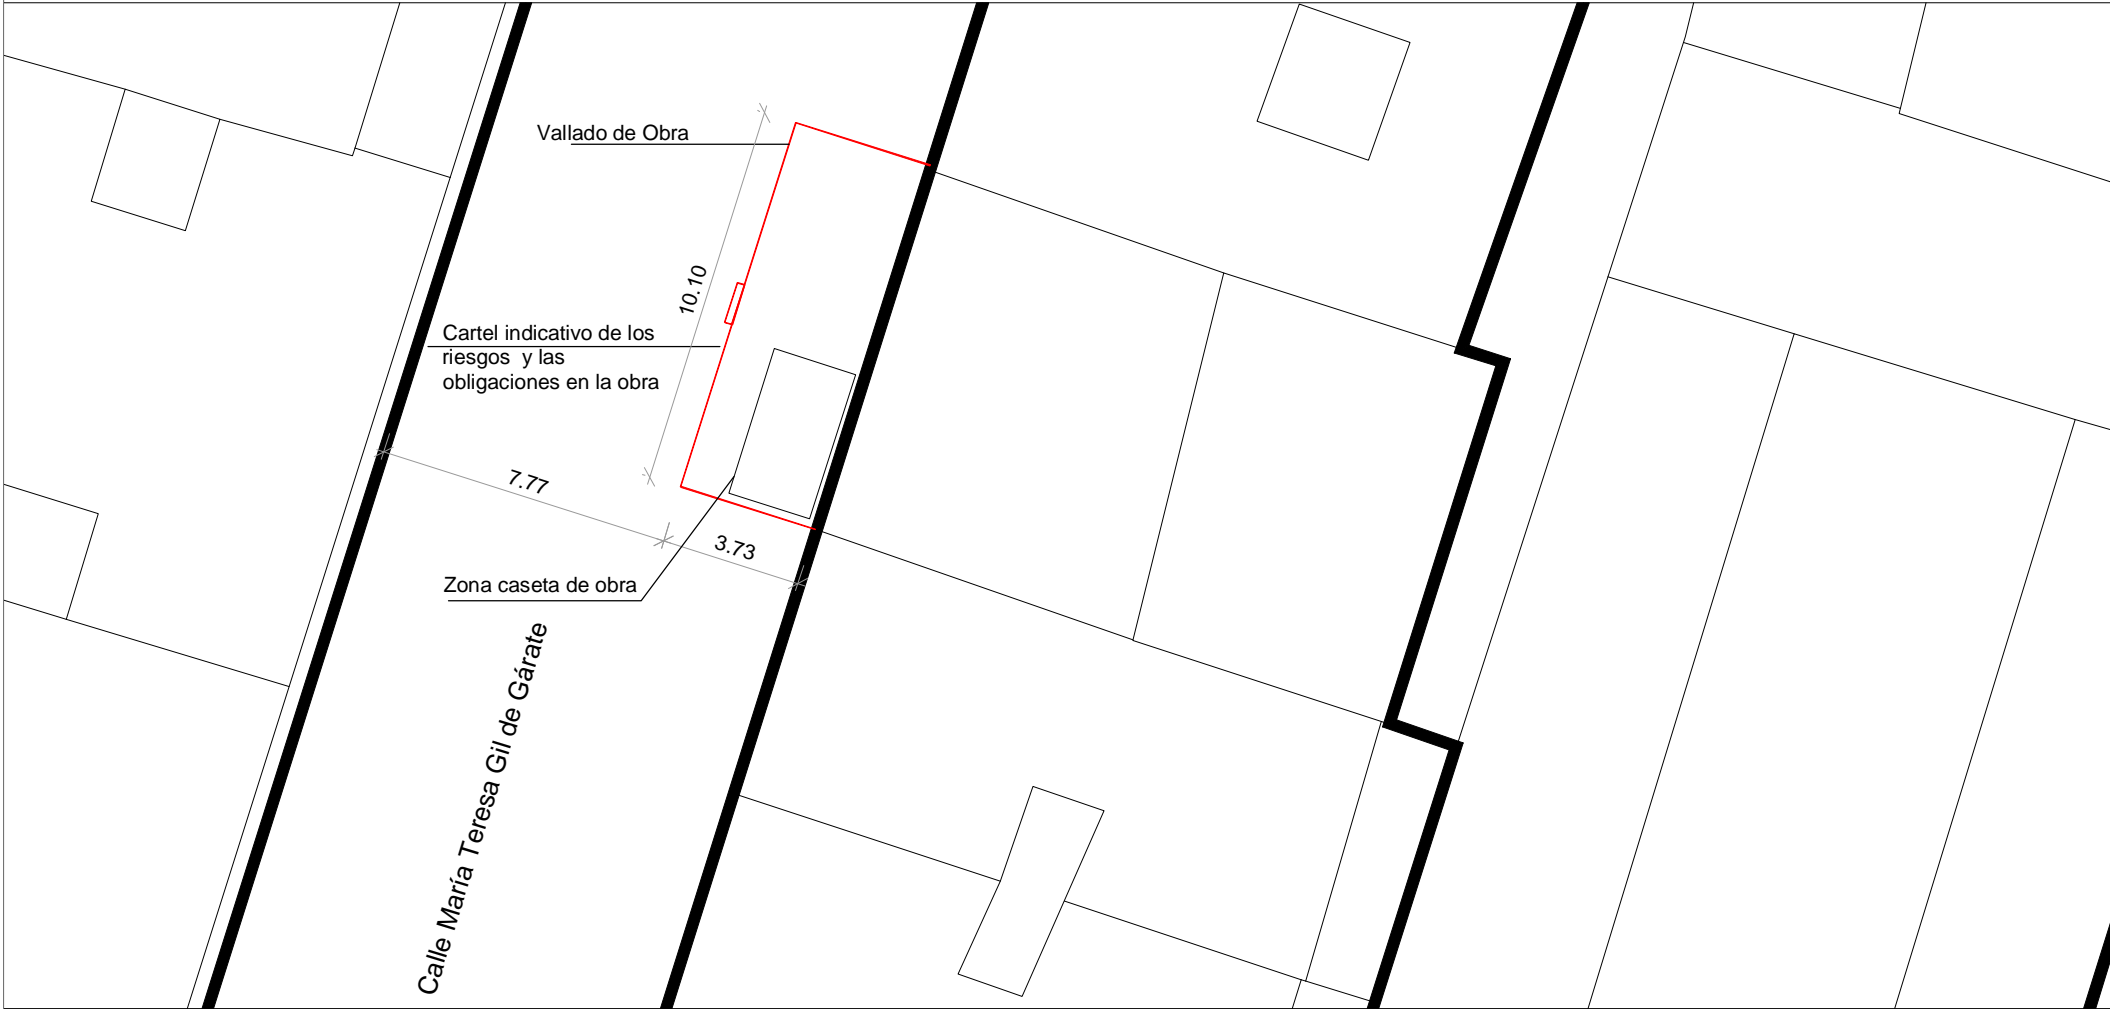 Vallado de Obra
10.10
Cartel indicativo de los
riesgos y las
obligaciones en la obra
7.77
3.73
Zona caseta de obra
Calle María Teresa Gil de Gárate